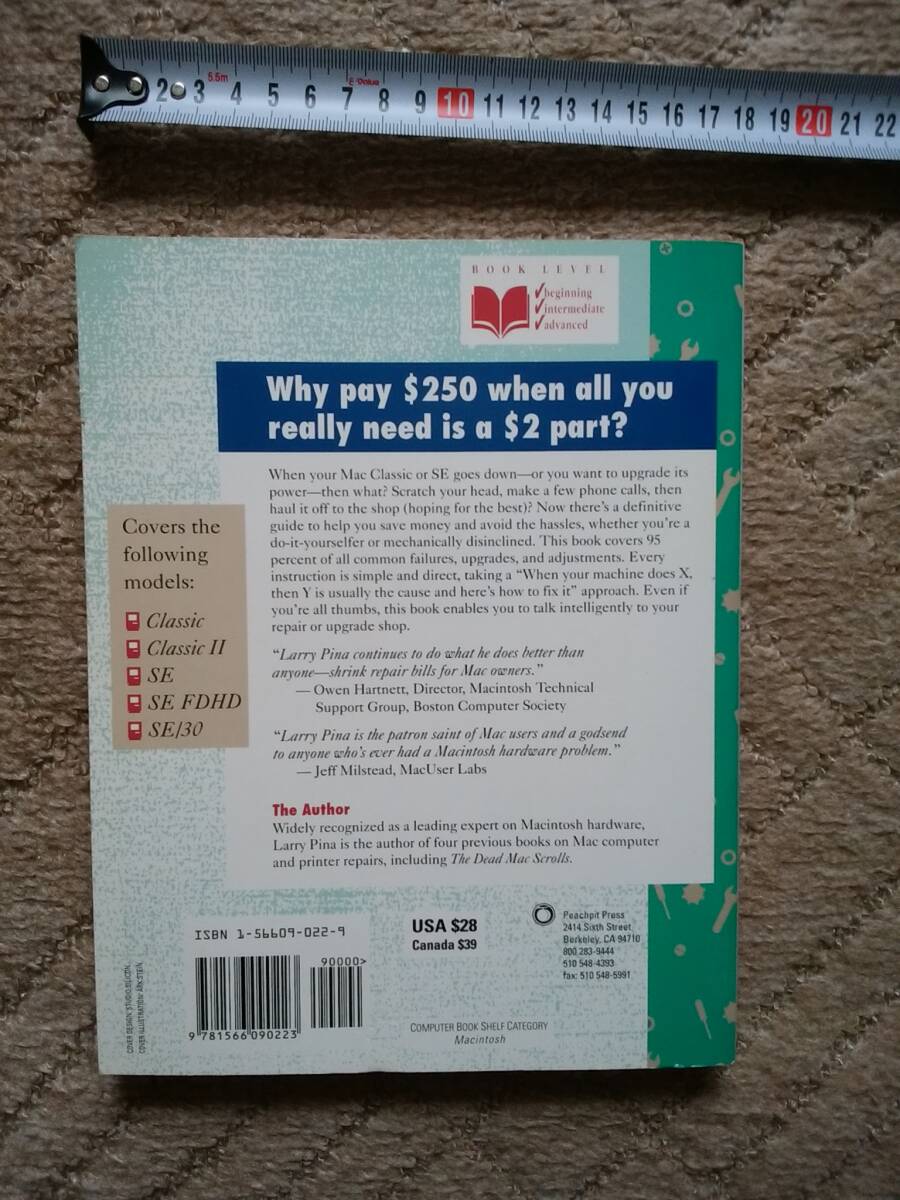 5.5m
2 3 4 5 6 7 8 9 10 11 12 13 14 15 16 17 18 19 20 21 22
BOOK LEVEL
beginning
intermediate
advanced
Why pay $250 when all you
really need is a $2 part?
When your Mac Classic or SE goes down—or you want to upgrade its
power—then what? Scratch your head, make a few phone calls, then
haul it off to the shop (hoping for the best)? Now there's a definitive
guide to help you save money and avoid the hassles, whether you're a
do-it-yourselfer or mechanically disinclined. This book covers 95
percent of all common failures, upgrades, and adjustments. Every
instruction is simple and direct, taking a “When your machine does X,
then Y is usually the cause and here's how to fix it” approach. Even if
you're all thumbs, this book enables you to talk intelligently to your
repair or upgrade shop.
“Larry Pina continues to do what he does better than
anyone—shrink repair bills for Mac owners.”
— Owen Hartnett, Director, Macintosh Technical
Support Group, Boston Computer Society
“Larry Pina is the patron saint of Mac users and a godsend
to anyone who's ever had a Macintosh hardware problem.”
— Jeff Milstead, MacUser Labs
The Author
Widely recognized as a leading expert on Macintosh hardware,
Larry Pina is the author of four previous books on Mac computer
and printer repairs, including The Dead Mac Scrolls.
Covers the
following
models:
Classic
Classic II
SE
SE FDHD
SE/30
COVER DESIGN: STUDIO SILICON
COVER ILLUSTRATION:
ISBN 1-56609-022-9
90000>
9 781566 090223
USA $28
Canada $39
COMPUTER BOOK SHELF CATEGORY
Macintosh
Peachpit Press
2414 Sixth Street
Berkeley, CA 94710
800 283-9444
510 548-4393
fax: 510 548-5991